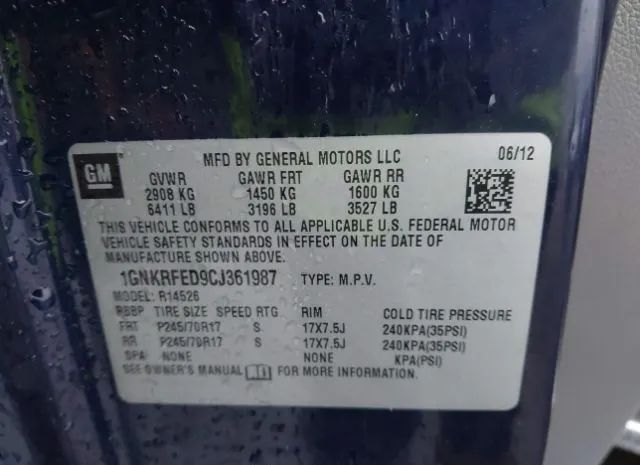 GM
MFD BY GENERAL MOTORS LLC 06/12
GVWR GAWR FRT GAWR RR
2908 KG 1450 KG 1600 KG
6411 LB 3196 LB 3527 LB
THIS VEHICLE CONFORMS TO ALL APPLICABLE U.S. FEDERAL MOTOR
VEHICLE SAFETY STANDARDS IN EFFECT ON THE DATE OF
MANUFACTURE SHOWN ABOVE.
1GNKRFED9CJ361987 TYPE: M.P.V.
MODEL: R14526
RBBP TIRE SIZE SPEED RTG RIM COLD TIRE PRESSURE
FRT P245/70R17 S 17X7.5J 240KPA(35PSI)
RR P245/70R17 S 17X7.5J 240KPA(35PSI)
SPA NONE NONE KPA(PSI)
SEE OWNER'S MANUAL FOR MORE INFORMATION.